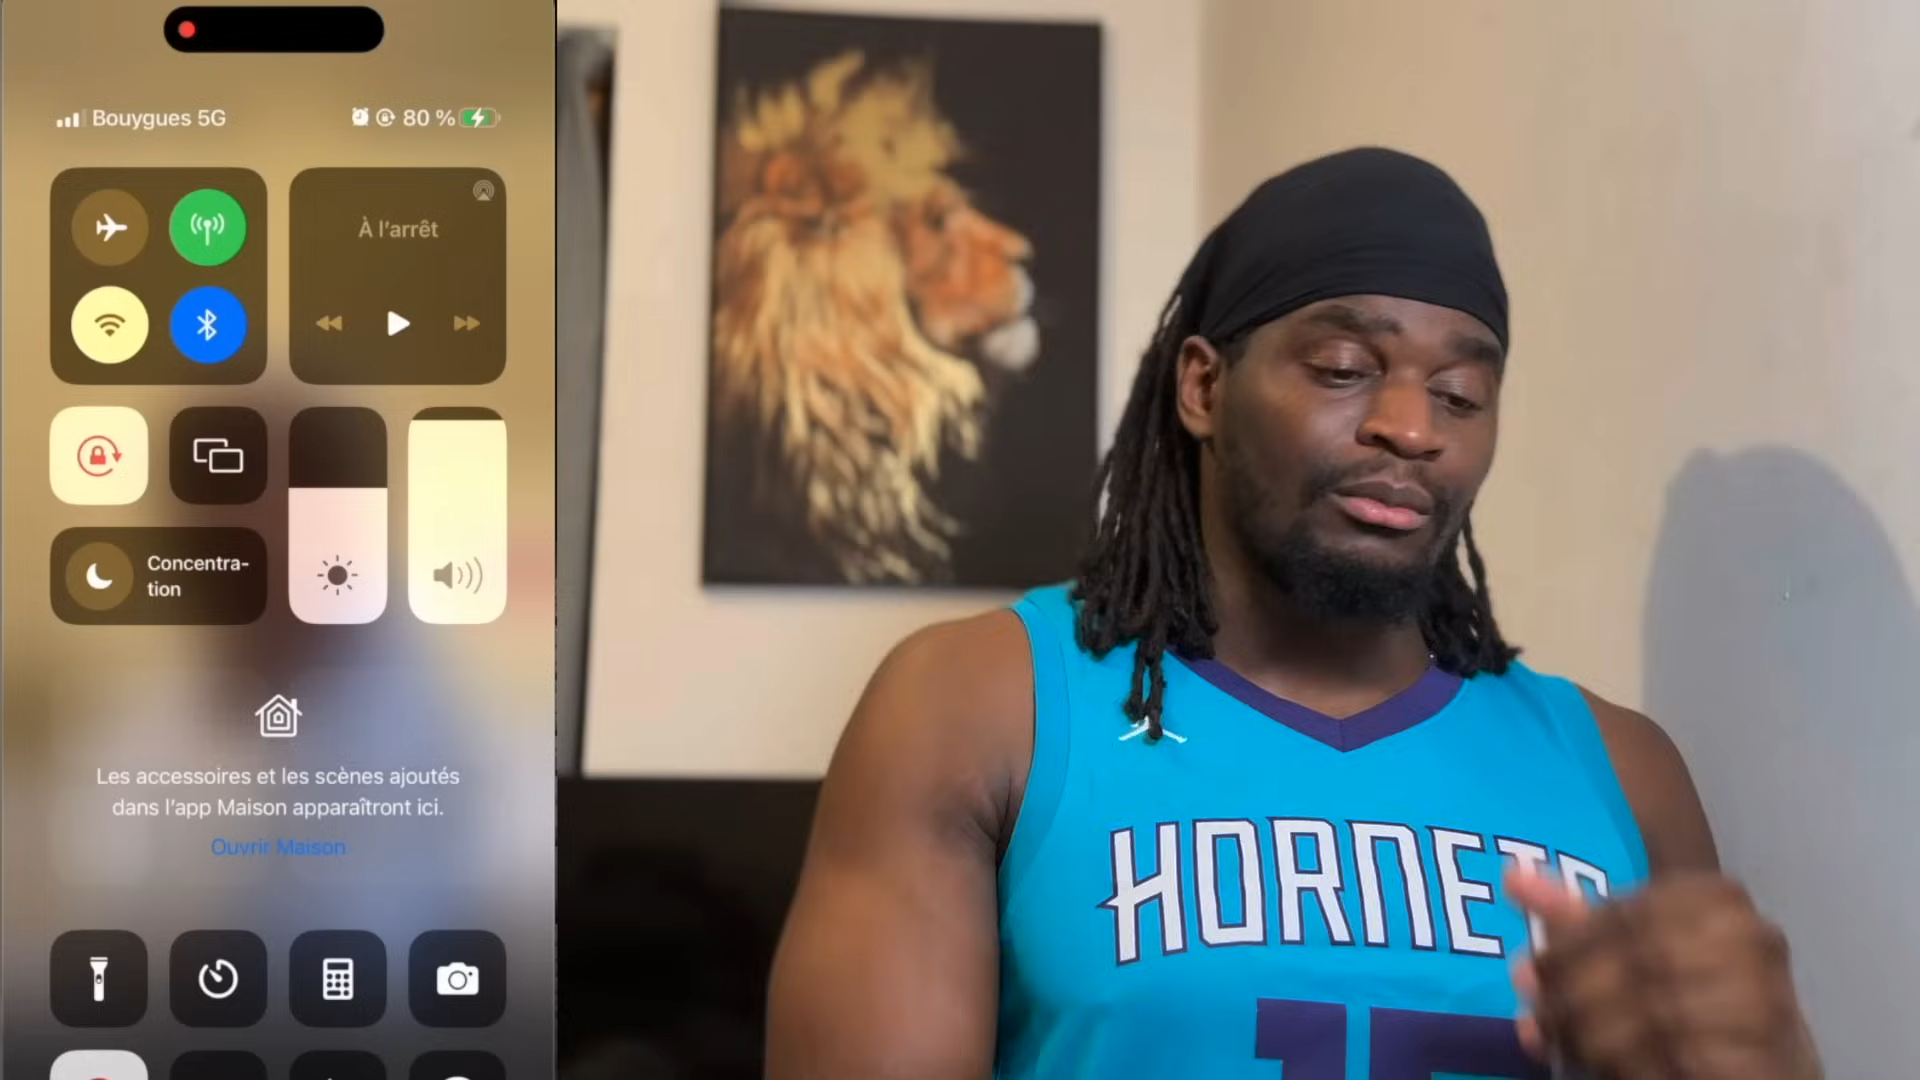 Bouygues 5G
80 %
À l'arrêt
Concentra-
tion
Les accessoires et les scènes ajoutés
dans l'app Maison apparaîtront ici.
Ouvrir Maison
HORNETS